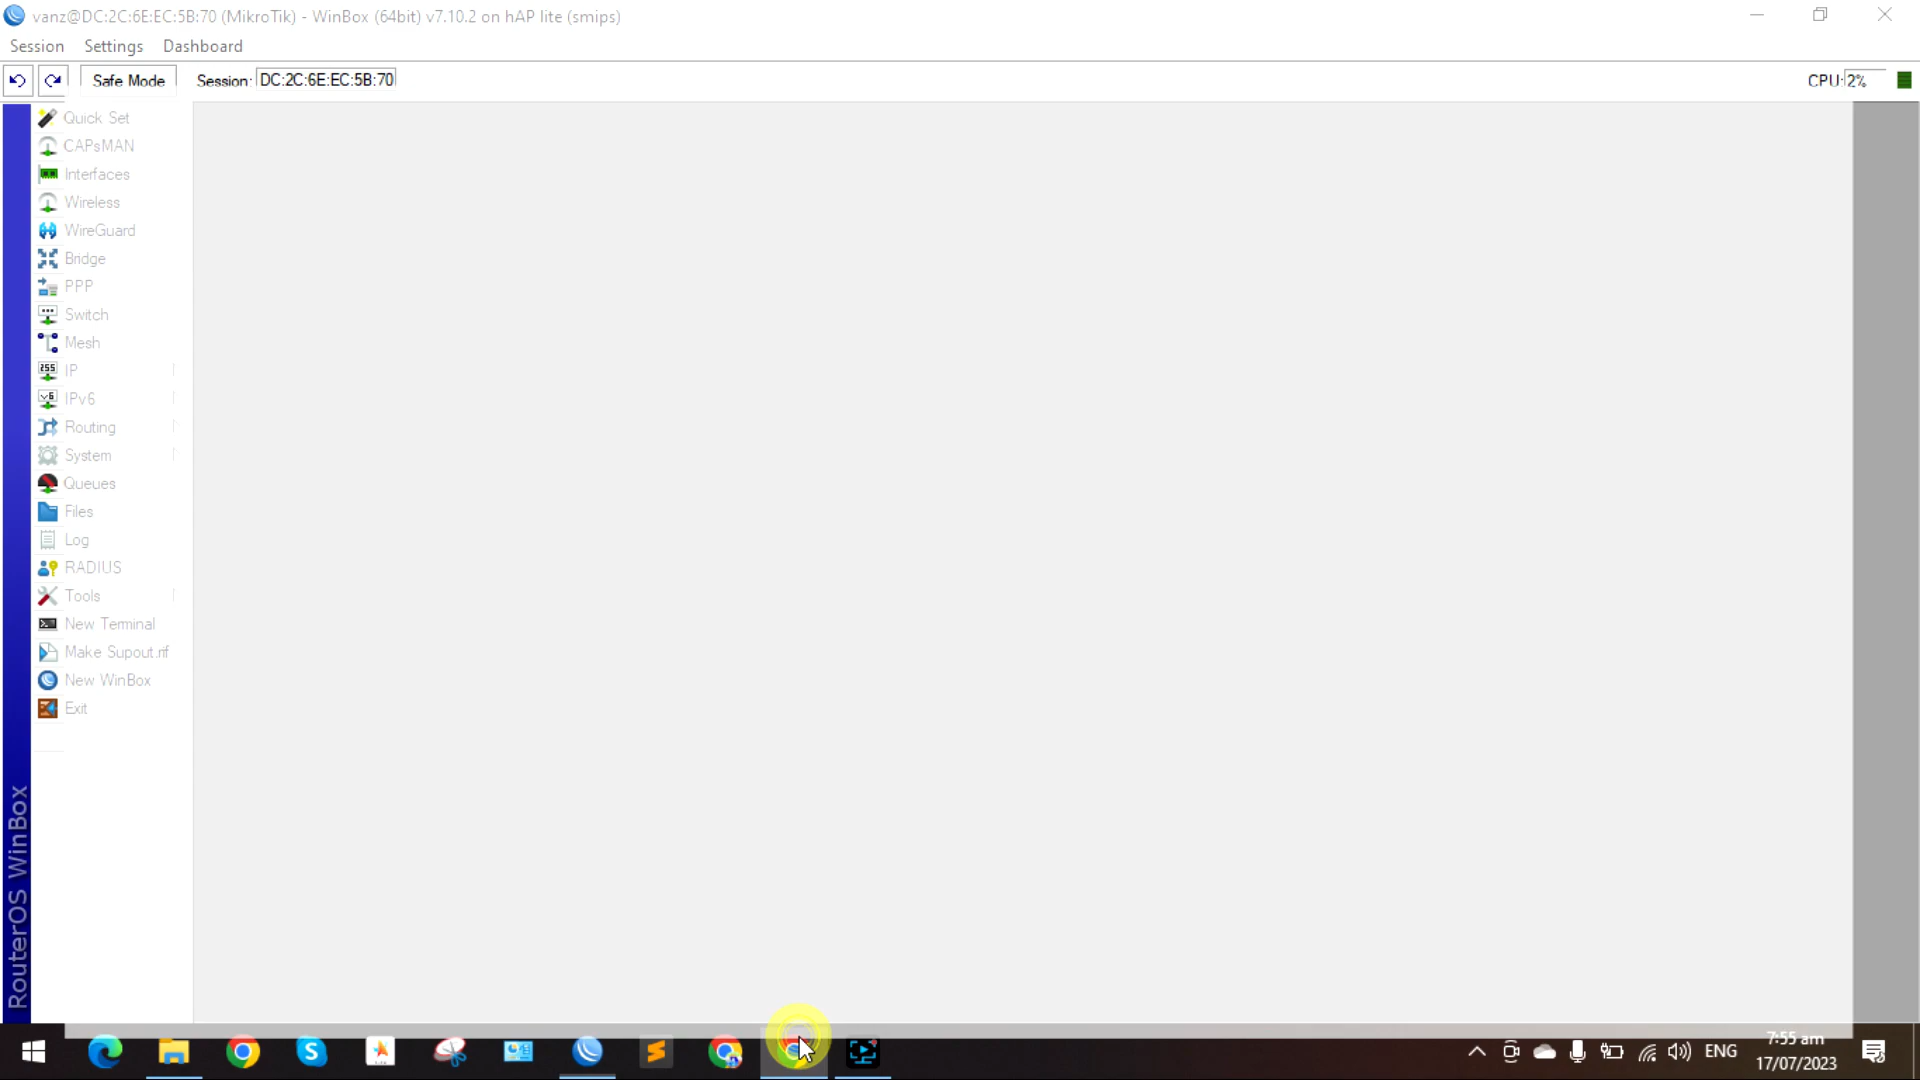 vanz@DC:2C:6E:EC:5B:70 (MikroTik) - WinBox (64bit) v7.10.2 on hAP lite (smips)
Session Settings Dashboard
Safe Mode Session: DC:2C:6E:EC:5B:70 CPU: 2%
Quick Set
CAPsMAN
Interfaces
Wireless
WireGuard
Bridge
PPP
Switch
Mesh
IP
IPv6
Routing
System
Queues
Files
Log
RADIUS
Tools
New Terminal
Make Supout.rif
New WinBox
Exit
RouterOS WinBox
ENG
7:55 am
17/07/2023